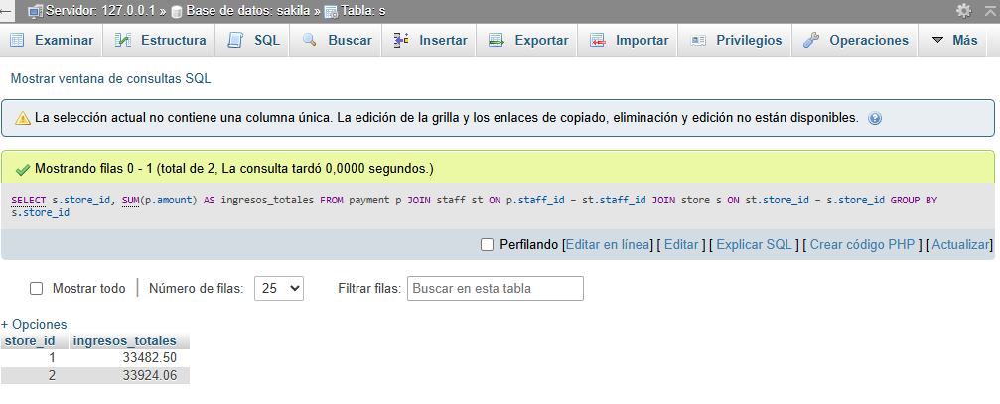 Servidor: 127.0.0.1 » Base de datos: sakila » Tabla: s
Examinar Estructura SQL Buscar Insertar Exportar Importar Privilegios Operaciones Más
Mostrar ventana de consultas SQL
La selección actual no contiene una columna única. La edición de la grilla y los enlaces de copiado, eliminación y edición no están disponibles.
Mostrando filas 0 - 1 (total de 2, La consulta tardó 0,0000 segundos.)
SELECT s.store_id, SUM(p.amount) AS ingresos_totales FROM payment p JOIN staff st ON p.staff_id = st.staff_id JOIN store s ON st.store_id = s.store_id GROUP BY
s.store_id
Perfilando [Editar en línea] [ Editar ] [ Explicar SQL ] [ Crear código PHP ] [ Actualizar]
Mostrar todo Número de filas: 25 Filtrar filas: Buscar en esta tabla
+ Opciones
store_id ingresos_totales
1 33482.50
2 33924.06